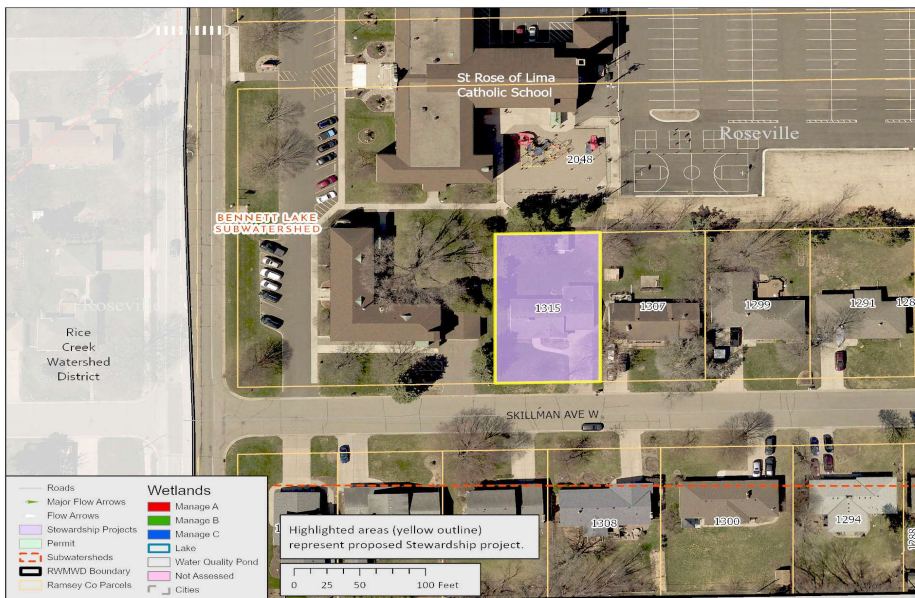 St Rose of Lima
Catholic School
Roseville
2048
BENNETT LAKE
SUBWATERSHED
Roseville
1315
1307
1299
1291
128
Rice
Creek
Watershed
District
SKILLMAN AVE W
1
1308
1300
1294
1288
Roads
Major Flow Arrows
Flow Arrows
Stewardship Projects
Permit
Subwatersheds
RWMWD Boundary
Ramsey Co Parcels
Wetlands
Manage A
Manage B
Manage C
Lake
Water Quality Pond
Not Assessed
Cities
Highlighted areas (yellow outline)
represent proposed Stewardship project.
0 25 50 100 Feet